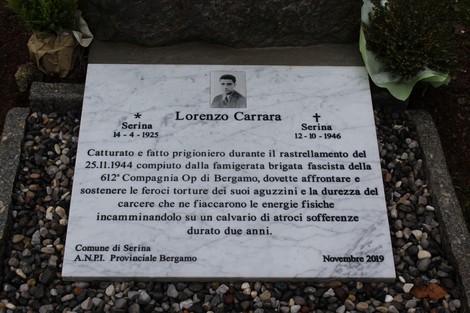 Lorenzo Carrara
* Serina 14 - 4 - 1925
✝ Serina 12 - 10 - 1946
Catturato e fatto prigioniero durante il rastrellamento del
25.11.1944 compiuto dalla famigerata brigata fascista della
612ª Compagnia Op di Bergamo, dovette affrontare e
sostenere le feroci torture dei suoi aguzzini e la durezza del
carcere che ne fiaccarono le energie fisiche
incamminandolo su un calvario di atroci sofferenze
durato due anni.
Comune di Serina
A.N.P.I. Provinciale Bergamo
Novembre 2019